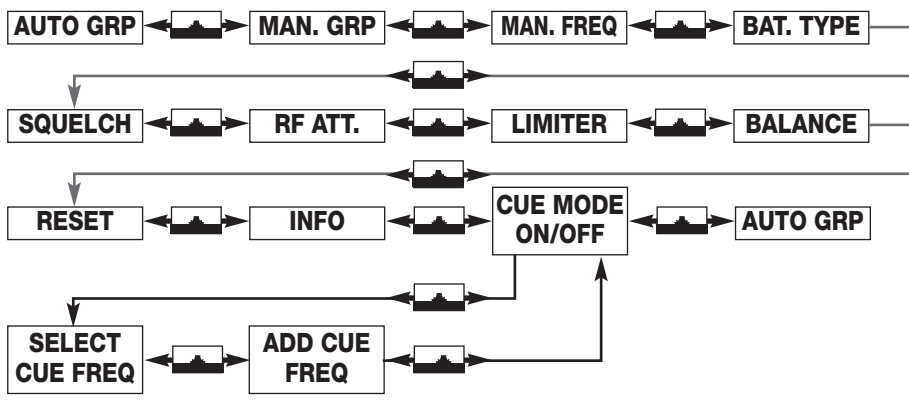 AUTO GRP MAN. GRP MAN. FREQ BAT. TYPE
SQUELCH RF ATT. LIMITER BALANCE
RESET INFO CUE MODE
ON/OFF AUTO GRP
SELECT
CUE FREQ ADD CUE
FREQ